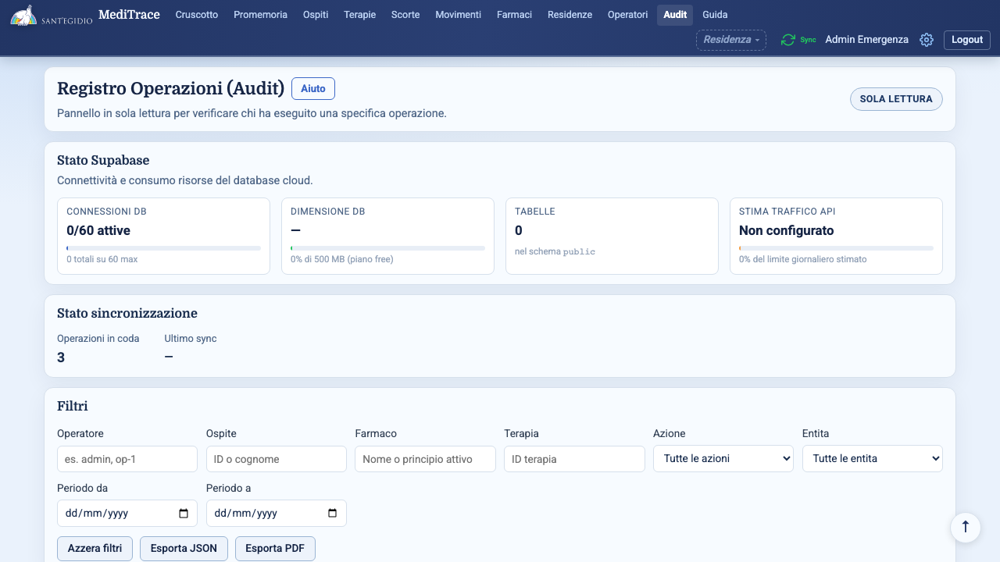 SANTEGIDIO MediTrace Cruscotto Promemoria Ospiti Terapie Scorte Movimenti Farmaci Residenze Operatori Audit Guida
Residenza Sync Admin Emergenza Logout
Registro Operazioni (Audit) Aiuto
Pannello in sola lettura per verificare chi ha eseguito una specifica operazione.
SOLA LETTURA
Stato Supabase
Connettività e consumo risorse del database cloud.
CONNESSIONI DB
0/60 attive
0 totali su 60 max
DIMENSIONE DB
—
0% di 500 MB (piano free)
TABELLE
0
nel schema public
STIMA TRAFFICO API
Non configurato
0% del limite giornaliero stimato
Stato sincronizzazione
Operazioni in coda
3
Ultimo sync
—
Filtri
Operatore
es. admin, op-1
Ospite
ID o cognome
Farmaco
Nome o principio attivo
Terapia
ID terapia
Azione
Tutte le azioni
Entita
Tutte le entita
Periodo da
dd/mm/yyyy
Periodo a
dd/mm/yyyy
Azzera filtri Esporta JSON Esporta PDF
↑